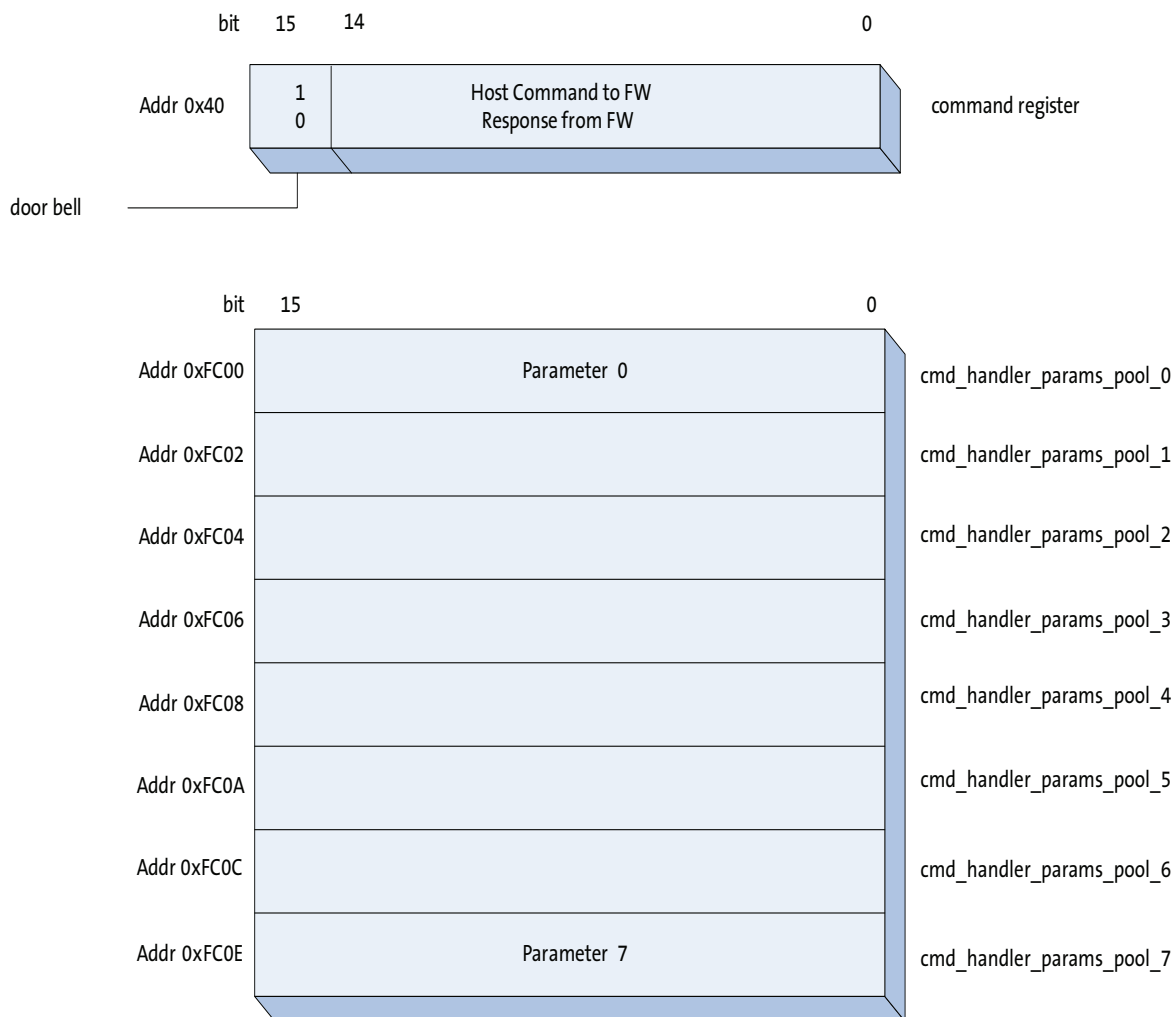 bit 15 14 0
Addr 0x40 1 Host Command to FW command register
0 Response from FW
door bell
bit 15 0
Addr 0xFC00 Parameter 0 cmd_handler_params_pool_0
Addr 0xFC02 cmd_handler_params_pool_1
Addr 0xFC04 cmd_handler_params_pool_2
Addr 0xFC06 cmd_handler_params_pool_3
Addr 0xFC08 cmd_handler_params_pool_4
Addr 0xFC0A cmd_handler_params_pool_5
Addr 0xFC0C cmd_handler_params_pool_6
Addr 0xFC0E Parameter 7 cmd_handler_params_pool_7